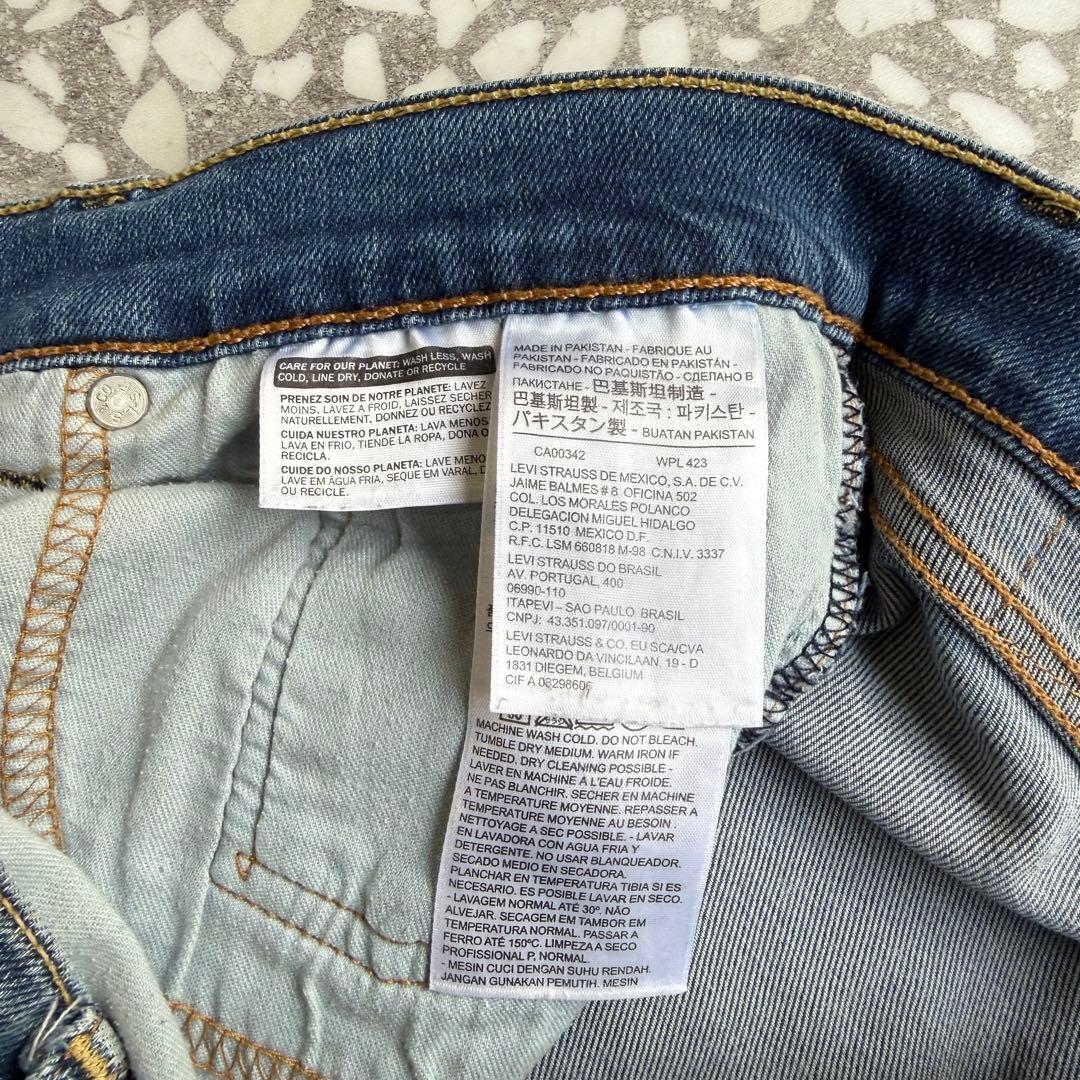 CARE FOR OUR PLANET: WASH LESS, WASH
COLD, LINE DRY, DONATE OR RECYCLE
PRENEZ SOIN DE NOTRE PLANETE: LAVEZ
MOINS, LAVEZ A FROID, LAISSEZ SECHER
NATURELLEMENT, DONNEZ OU RECYCLEZ
CUIDA NUESTRO PLANETA: LAVA MENOS
LAVA EN FRIO, TIENDE LA ROPA, DONA O
RECICLA.
CUIDE DO NOSSO PLANETA: LAVE MENO
LAVE EM ÁGUA FRIA, SEQUE EM VARAL, D
OU RECICLE.
MADE IN PAKISTAN - FABRIQUE AU
PAKISTAN - FABRICADO EN PAKISTÁN -
FABRICADO NO PAQUISTÃO - СДЕЛАНО В
ПАКИСТАНЕ - 巴基斯坦制造 -
巴基斯坦製 - 제조국 : 파키스탄 -
パキスタン製 - BUATAN PAKISTAN
CA00342 WPL 423
LEVI STRAUSS DE MEXICO, S.A. DE C.V.
JAIME BALMES # 8 OFICINA 502
COL. LOS MORALES POLANCO
DELEGACION MIGUEL HIDALGO
C.P. 11510 MEXICO D.F.
R.F.C. LSM 660818 M-98 C.N.I.V. 3337
LEVI STRAUSS DO BRASIL
AV. PORTUGAL, 400
06990-110
ITAPEVI – SAO PAULO BRASIL
CNPJ: 43.351.097/0001-90
LEVI STRAUSS & CO. EU SCA/CVA
LEONARDO DA VINCILAAN, 19 - D
1831 DIEGEM, BELGIUM
CIF A 08298606
MACHINE WASH COLD. DO NOT BLEACH.
TUMBLE DRY MEDIUM. WARM IRON IF
NEEDED. DRY CLEANING POSSIBLE -
LAVER EN MACHINE A L'EAU FROIDE.
NE PAS BLANCHIR. SECHER EN MACHINE
A TEMPERATURE MOYENNE. REPASSER A
TEMPERATURE MOYENNE AU BESOIN
NETTOYAGE A SEC POSSIBLE. - LAVAR
EN LAVADORA CON AGUA FRIA Y
DETERGENTE. NO USAR BLANQUEADOR.
SECADO MEDIO EN SECADORA.
PLANCHAR EN TEMPERATURA TIBIA SI ES
NECESARIO. ES POSIBLE LAVAR EN SECO.
- LAVAGEM NORMAL ATÉ 30º. NÃO
ALVEJAR. SECAGEM EM TAMBOR EM
TEMPERATURA NORMAL. PASSAR A
FERRO ATÉ 150ºC. LIMPEZA A SECO
PROFISSIONAL P, NORMAL.
- MESIN CUCI DENGAN SUHU RENDAH.
JANGAN GUNAKAN PEMUTIH. MESIN